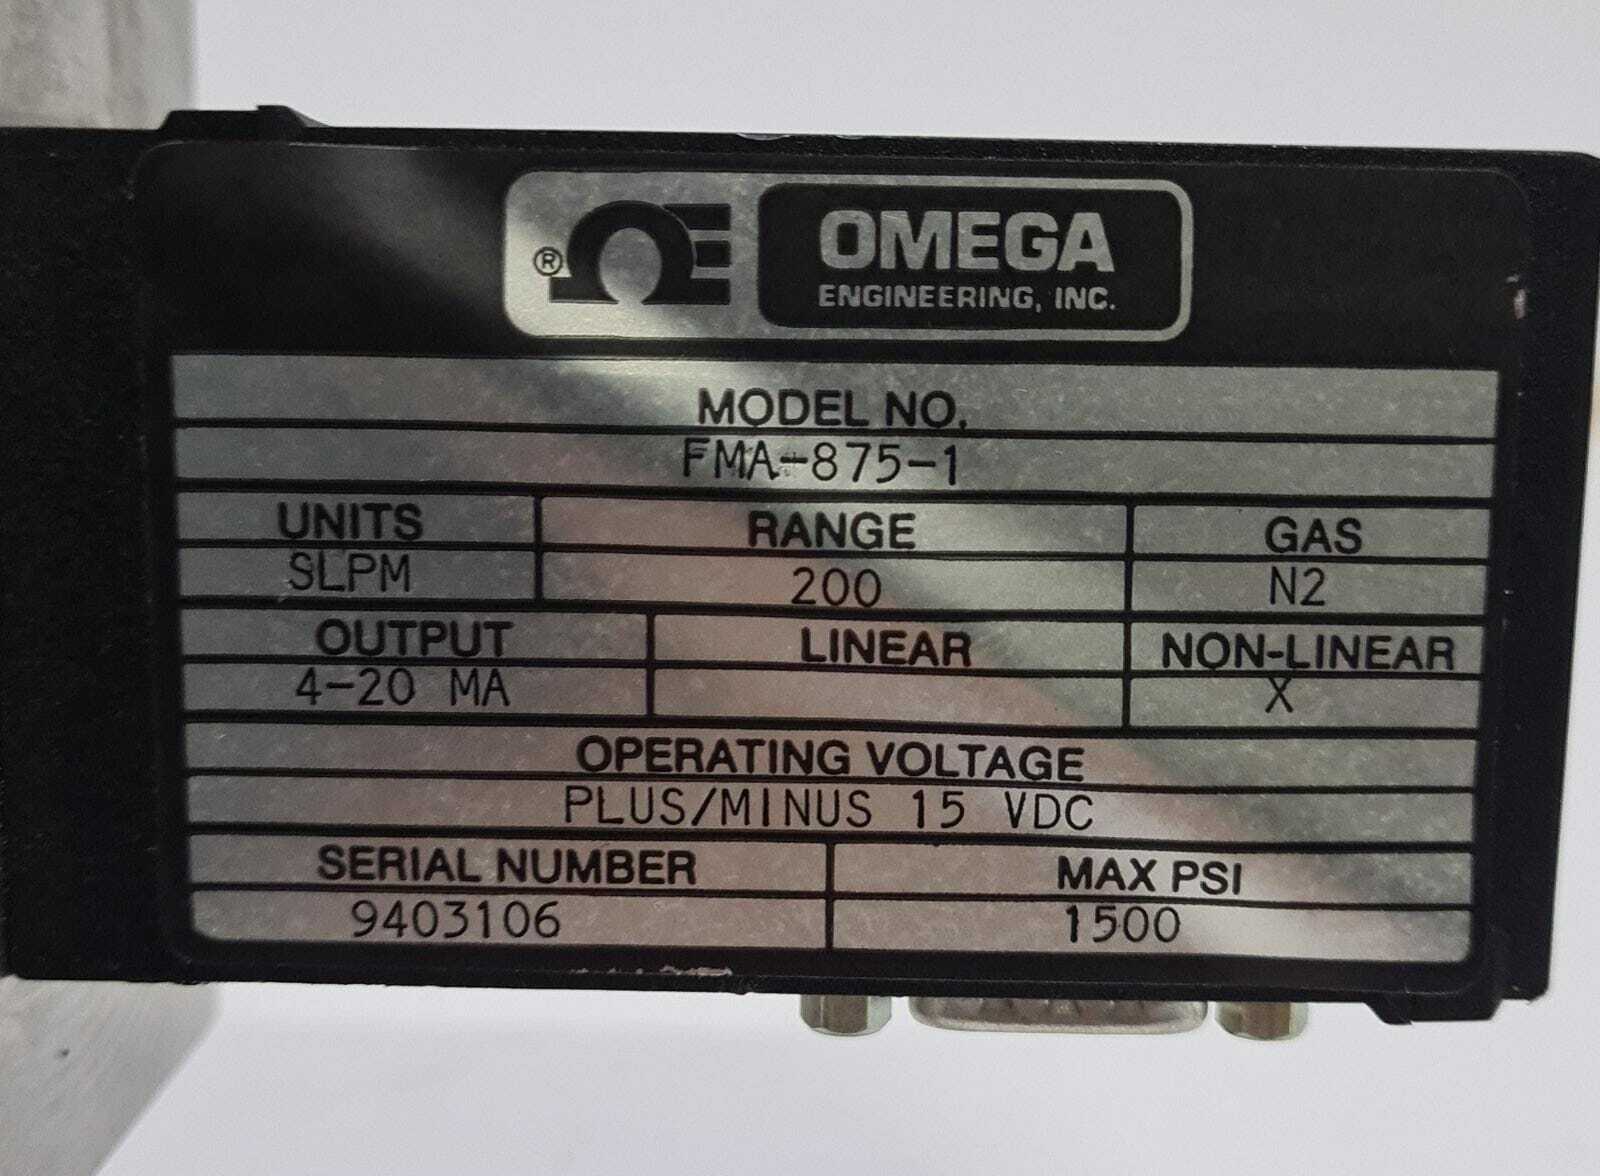 ® OMEGA
ENGINEERING, INC.
MODEL NO.
FMA-875-1
UNITS RANGE GAS
SLPM 200 N2
OUTPUT LINEAR NON-LINEAR
4-20 MA X
OPERATING VOLTAGE
PLUS/MINUS 15 VDC
SERIAL NUMBER MAX PSI
9403106 1500